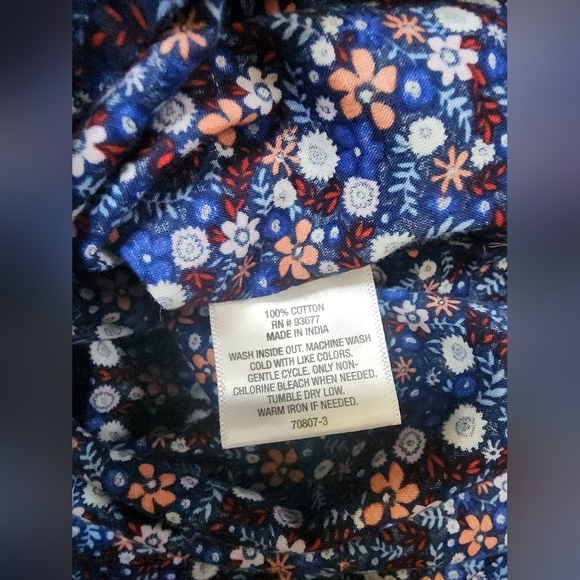 100% COTTON
RN # 93677
MADE IN INDIA
WASH INSIDE OUT. MACHINE WASH
COLD WITH LIKE COLORS.
GENTLE CYCLE. ONLY NON-
CHLORINE BLEACH WHEN NEEDED.
TUMBLE DRY LOW.
WARM IRON IF NEEDED.
70807-3